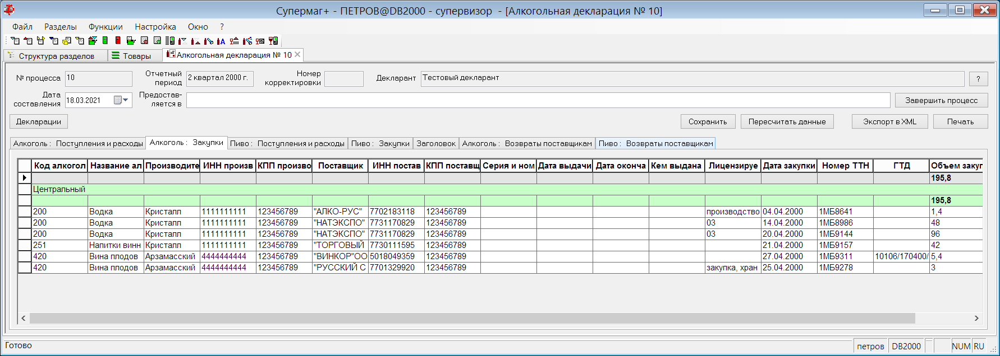 Супермаг+ - ПЕТРОВ@DB2000 - супервизор - [Алкогольная декларация № 10]
Файл Разделы Функции Настройка Окно ?
Структура разделов Товары Алкогольная декларация № 10
№ процесса 10 Отчетный период 2 квартал 2000 г. Номер корректировки Декларант Тестовый декларант ?
Дата составления 18.03.2021 Предостав- ляется в Завершить процесс
Декларации Сохранить Пересчитать данные Экспорт в XML Печать
Алкоголь : Поступления и расходы Алкоголь : Закупки Пиво : Поступления и расходы Пиво : Закупки Заголовок Алкоголь : Возвраты поставщикам Пиво : Возвраты поставщикам
Код алкогол Название ал Производите ИНН произв КПП произво Поставщик ИНН постав КПП поставщ Серия и ном Дата выдачи Дата оконча Кем выдана Лицензируе Дата закупки Номер ТТН ГТД Объем закуп
195,8
Центральный
195,8
200 Водка Кристалл 1111111111 123456789 "АЛКО-РУС" 7702183118 123456789 производство 04.04.2000 1МБ8641 1,4
200 Водка Кристалл 1111111111 123456789 "НАТЭКСПО" 7731170829 123456789 03 14.04.2000 1МБ8986 48
200 Водка Кристалл 1111111111 123456789 "НАТЭКСПО" 7731170829 123456789 03 20.04.2000 1МБ9144 96
251 Напитки винн Кристалл 1111111111 123456789 "ТОРГОВЫЙ 7730111595 123456789 21.04.2000 1МБ9157 42
420 Вина плодов Арзамасский 4444444444 123456789 "ВИНКОР"ОО 5018049359 123456789 27.04.2000 1МБ9311 10106/170400/ 5,4
420 Вина плодов Арзамасский 4444444444 123456789 "РУССКИЙ С 7701329920 123456789 закупка, хран 25.04.2000 1МБ9278 3
Готово петров DB2000 NUM RU